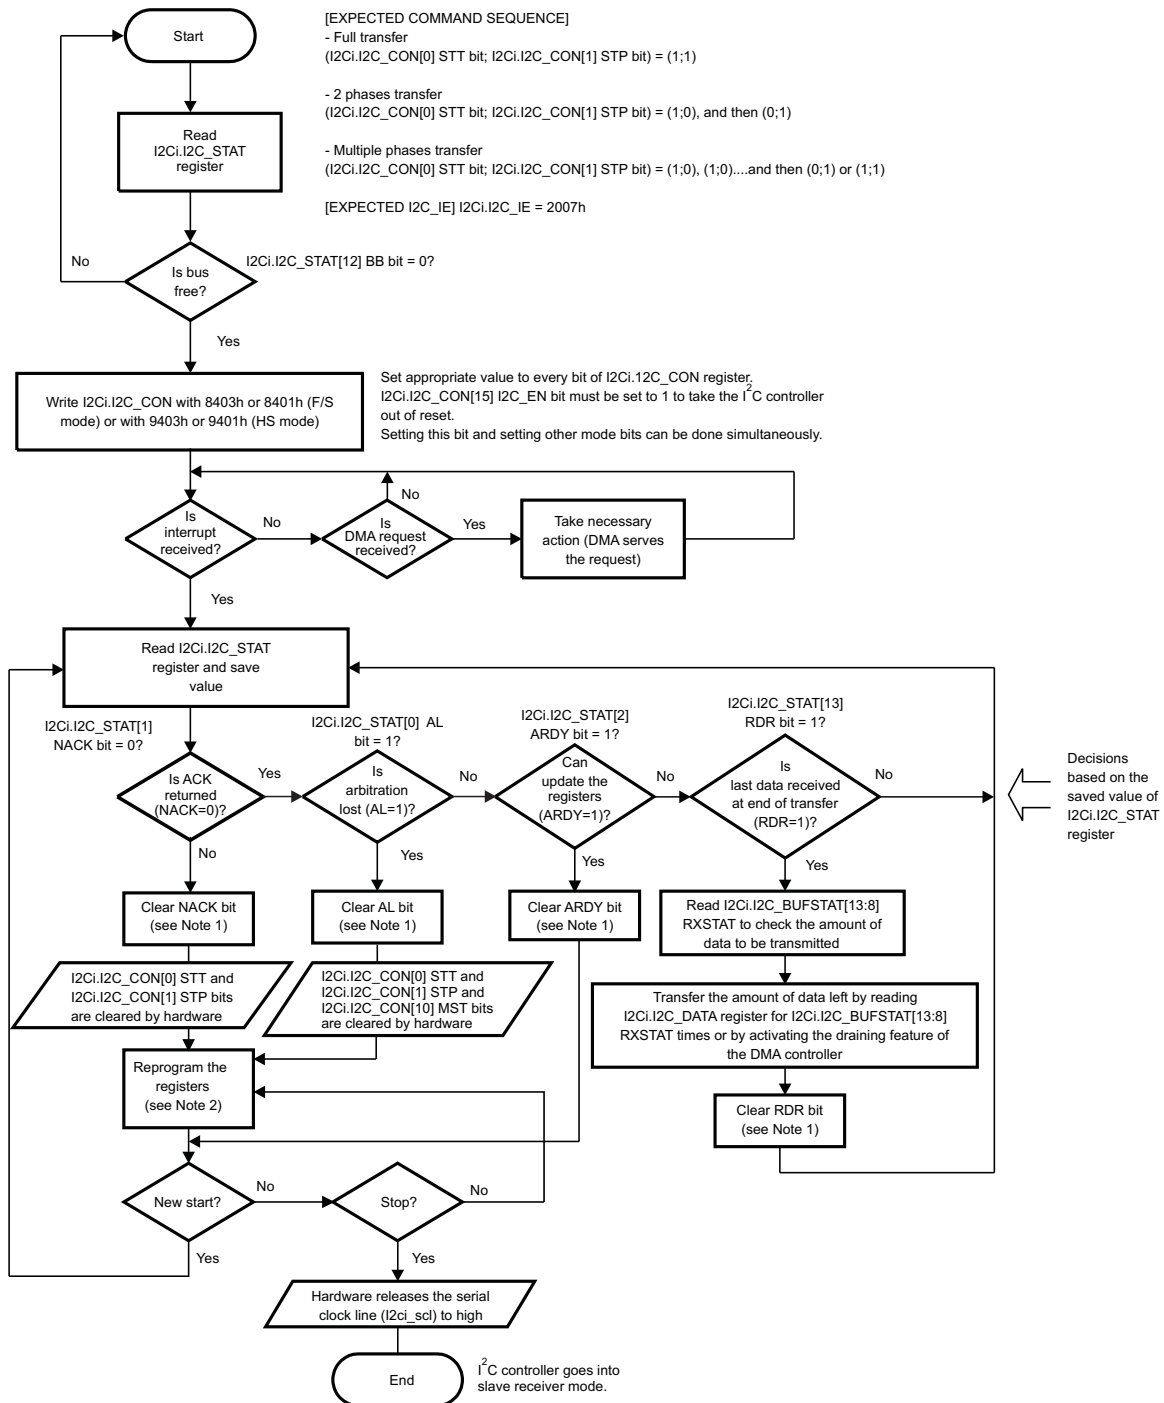 Start
[EXPECTED COMMAND SEQUENCE]
- Full transfer
(I2Ci.I2C_CON[0] STT bit; I2Ci.I2C_CON[1] STP bit) = (1;1)
- 2 phases transfer
(I2Ci.I2C_CON[0] STT bit; I2Ci.I2C_CON[1] STP bit) = (1;0), and then (0;1)
- Multiple phases transfer
(I2Ci.I2C_CON[0] STT bit; I2Ci.I2C_CON[1] STP bit) = (1;0), (1;0)....and then (0;1) or (1;1)
[EXPECTED I2C_IE] I2Ci.I2C_IE = 2007h
Read
I2Ci.I2C_STAT
register
No
Is bus
free?
I2Ci.I2C_STAT[12] BB bit = 0?
Yes
Write I2Ci.I2C_CON with 8403h or 8401h (F/S
mode) or with 9403h or 9401h (HS mode)
Set appropriate value to every bit of I2Ci.12C_CON register.
I2Ci.I2C_CON[15] I2C_EN bit must be set to 1 to take the I2C controller
out of reset.
Setting this bit and setting other mode bits can be done simultaneously.
Is
interrupt
received?
No
Is
DMA request
received?
No
Yes
Take necessary
action (DMA serves
the request)
Yes
Read I2Ci.I2C_STAT
register and save
value
I2Ci.I2C_STAT[1]
NACK bit = 0?
I2Ci.I2C_STAT[0] AL
bit = 1?
I2Ci.I2C_STAT[2]
ARDY bit = 1?
I2Ci.I2C_STAT[13]
RDR bit = 1?
Is ACK
returned
(NACK=0)?
Yes
Is
arbitration
lost (AL=1)?
No
Can
update the
registers
(ARDY=1)?
No
Is
last data received
at end of transfer
(RDR=1)?
No
Decisions
based on the
saved value of
I2Ci.I2C_STAT
register
No
Yes
Yes
Yes
Clear NACK bit
(see Note 1)
Clear AL bit
(see Note 1)
Clear ARDY bit
(see Note 1)
Read I2Ci.I2C_BUFSTAT[13:8]
RXSTAT to check the amount of
data to be transmitted
I2Ci.I2C_CON[0] STT and
I2Ci.I2C_CON[1] STP bits
are cleared by hardware
I2Ci.I2C_CON[0] STT and
I2Ci.I2C_CON[1] STP and
I2Ci.I2C_CON[10] MST bits
are cleared by hardware
Transfer the amount of data left by reading
I2Ci.I2C_DATA register for I2Ci.I2C_BUFSTAT[13:8]
RXSTAT times or by activating the draining feature of
the DMA controller
Reprogram the
registers
(see Note 2)
Clear RDR bit
(see Note 1)
New start?
No
Stop?
No
Yes
Yes
Hardware releases the serial
clock line (I2ci_scl) to high
End
I2C controller goes into
slave receiver mode.